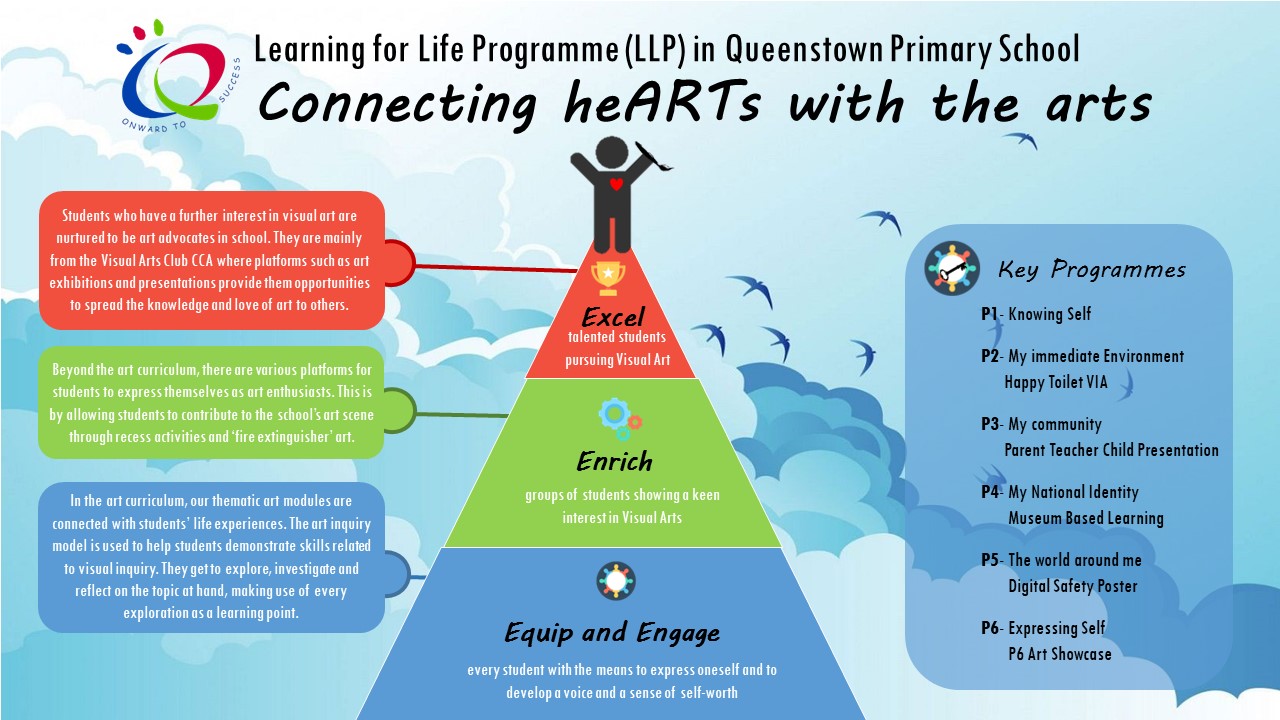 ONWARD TO SUCCESS
Learning for Life Programme (LLP) in Queenstown Primary School
Connecting heARTs with the arts
Students who have a further interest in visual art are
nurtured to be art advocates in school. They are mainly
from the Visual Arts Club CCA where platforms such as art
exhibitions and presentations provide them opportunities
to spread the knowledge and love of art to others.
Beyond the art curriculum, there are various platforms for
students to express themselves as art enthusiasts. This is
by allowing students to contribute to the school's art scene
through recess activities and ‘fire extinguisher’ art.
In the art curriculum, our thematic art modules are
connected with students’ life experiences. The art inquiry
model is used to help students demonstrate skills related
to visual inquiry. They get to explore, investigate and
reflect on the topic at hand, making use of every
exploration as a learning point.
Excel
talented students
pursuing Visual Art
Enrich
groups of students showing a keen
interest in Visual Arts
Equip and Engage
every student with the means to express oneself and to
develop a voice and a sense of self-worth
Key Programmes
P1- Knowing Self
P2- My immediate Environment
Happy Toilet VIA
P3- My community
Parent Teacher Child Presentation
P4- My National Identity
Museum Based Learning
P5- The world around me
Digital Safety Poster
P6- Expressing Self
P6 Art Showcase